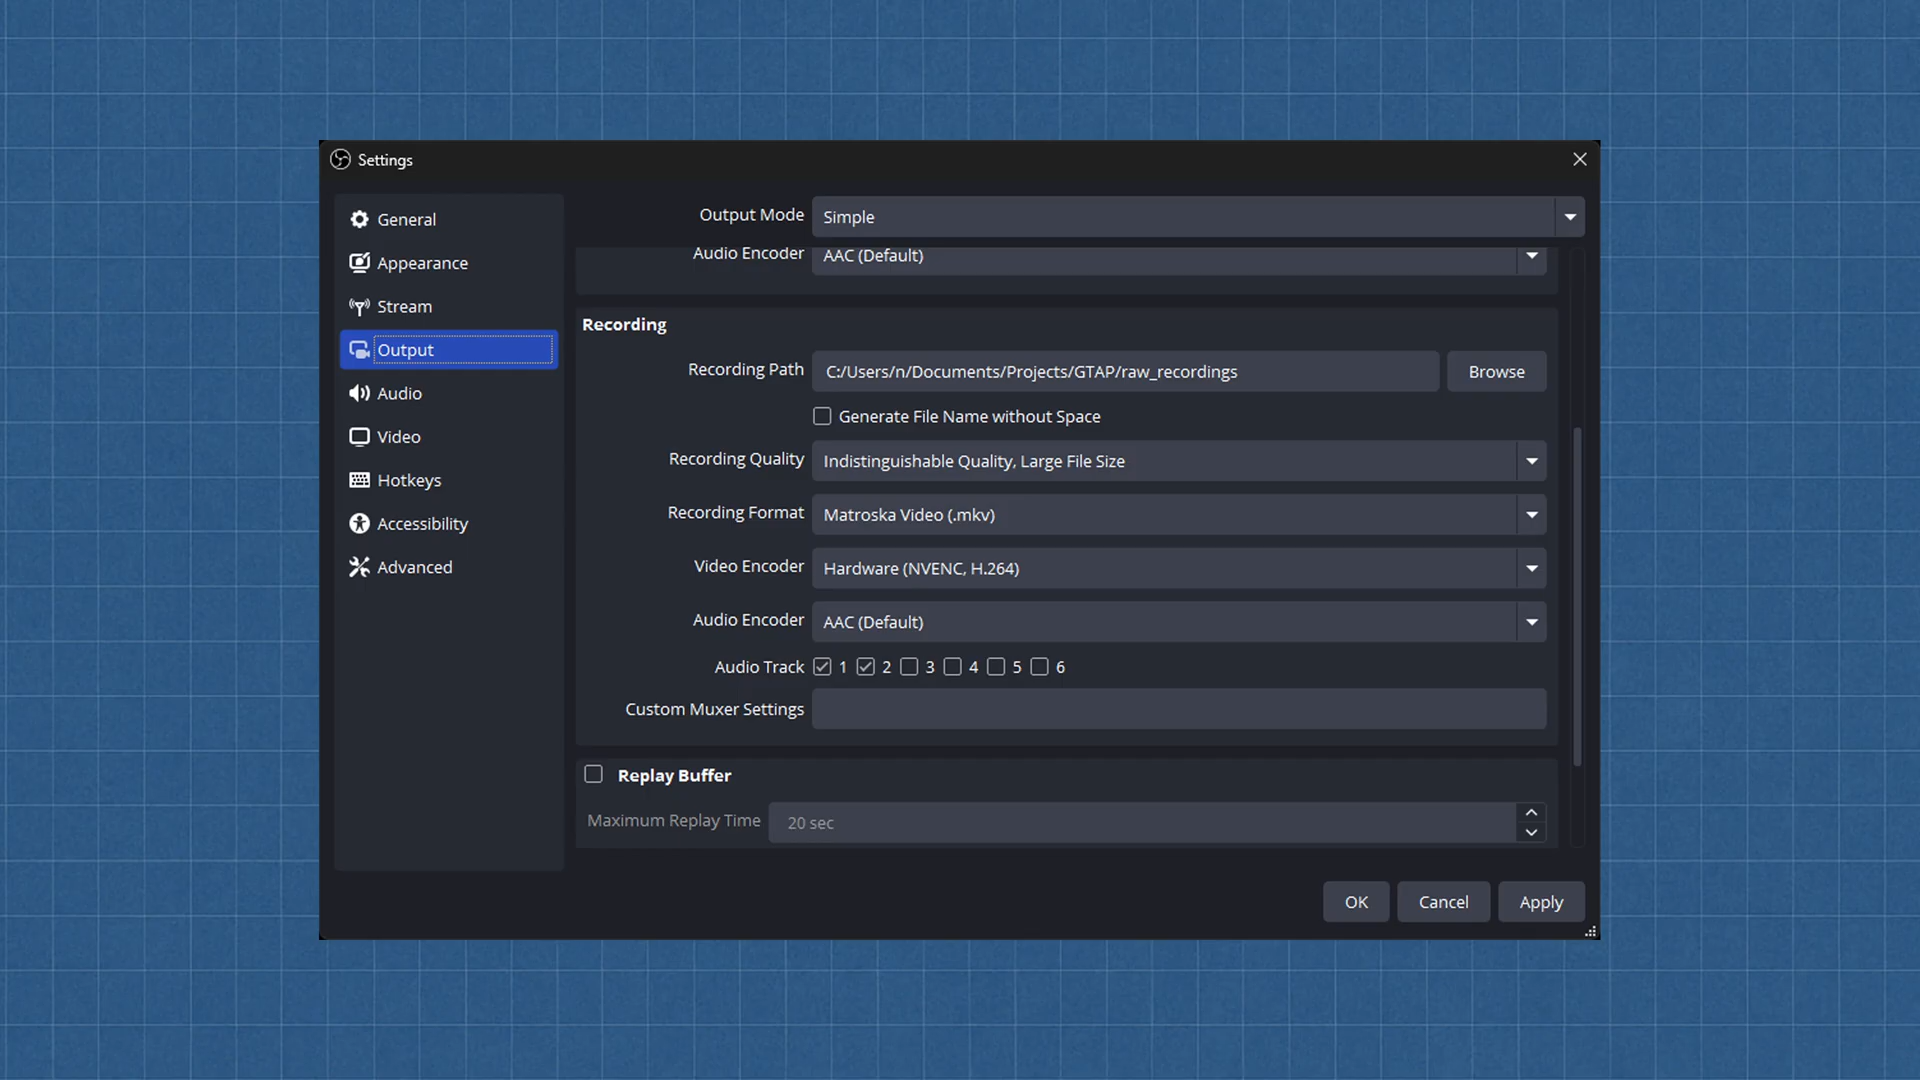 Settings
General
Appearance
Stream
Output
Audio
Video
Hotkeys
Accessibility
Advanced
Output Mode Simple
Audio Encoder AAC (Default)
Recording
Recording Path C:/Users/n/Documents/Projects/GTAP/raw_recordings Browse
Generate File Name without Space
Recording Quality Indistinguishable Quality, Large File Size
Recording Format Matroska Video (.mkv)
Video Encoder Hardware (NVENC, H.264)
Audio Encoder AAC (Default)
Audio Track 1 2 3 4 5 6
Custom Muxer Settings
Replay Buffer
Maximum Replay Time 20 sec
OK Cancel Apply